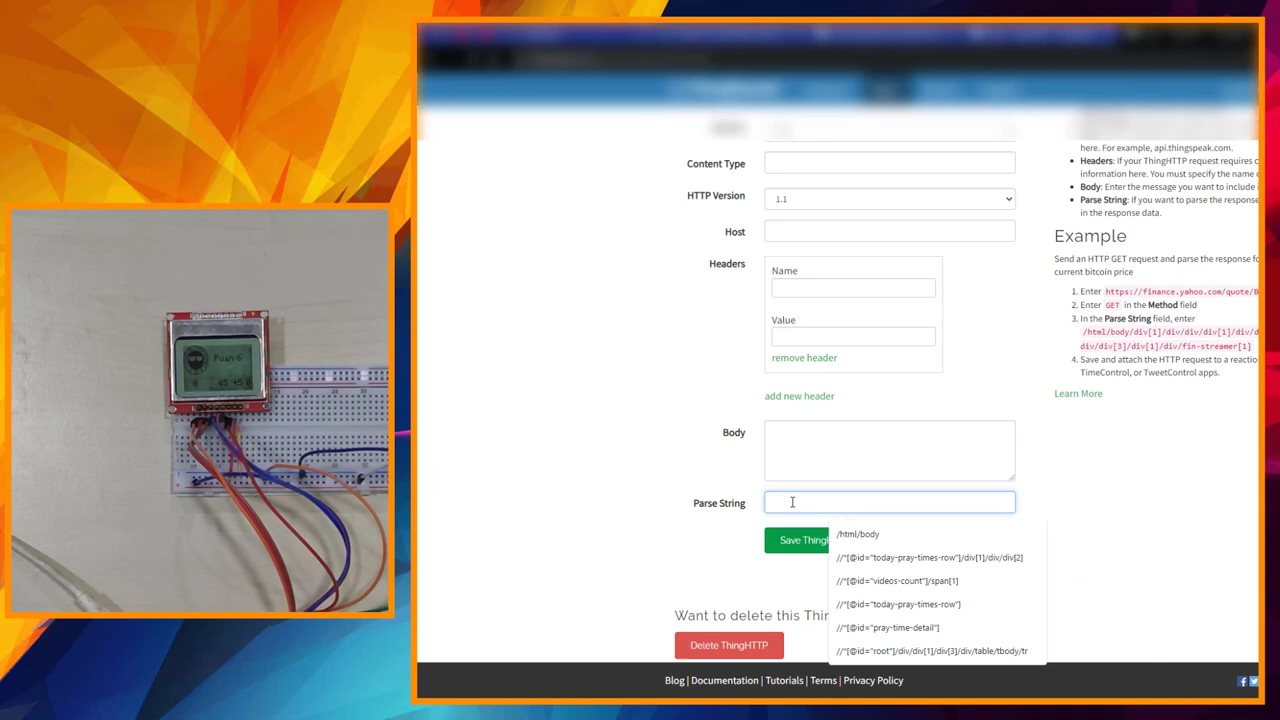 Content Type
HTTP Version
1.1
Host
Headers
Name
Value
remove header
add new header
Body
Parse String
/html/body
//*[@id="today-pray-times-row"]/div[1]/div/div[2]
//*[@id="videos-count"]/span[1]
//*[@id="today-pray-times-row"]
//*[@id="pray-time-detail"]
//*[@id="root"]/div/div[1]/div[3]/div/table/tbody/tr
Save ThingH
Want to delete this Thin
Delete ThingHTTP
here. For example, api.thingspeak.com.
Headers: If your ThingHTTP request requires c
information here. You must specify the name o
Body: Enter the message you want to include i
Parse String: If you want to parse the response
in the response data.
Example
Send an HTTP GET request and parse the response fo
current bitcoin price
1. Enter https://finance.yahoo.com/quote/B
2. Enter GET in the Method field
3. In the Parse String field, enter
/html/body/div[1]/div/div/div[1]/div/d
div/div[3]/div[1]/div/fin-streamer[1]
4. Save and attach the HTTP request to a reactio
TimeControl, or TweetControl apps.
Learn More
Blog | Documentation | Tutorials | Terms | Privacy Policy
Puan 6
0 45 +5